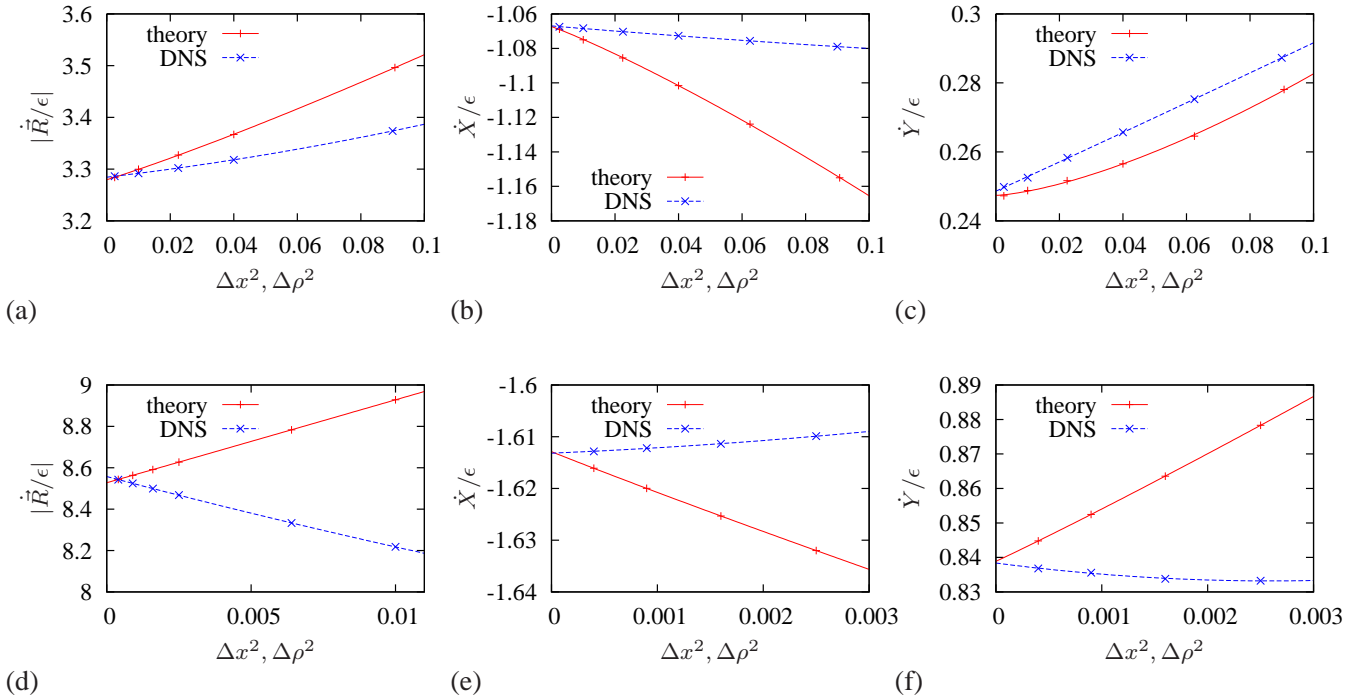 3.6
3.5
3.4
3.3
3.2
|\dot{\vec{R}}/ϵ|
theory
DNS
0 0.02 0.04 0.06 0.08 0.1
Δx², Δρ²
(a)
-1.06
-1.08
-1.1
-1.12
-1.14
-1.16
-1.18
Ẋ/ϵ
theory
DNS
0 0.02 0.04 0.06 0.08 0.1
Δx², Δρ²
(b)
0.3
0.28
0.26
0.24
Ẏ/ϵ
theory
DNS
0 0.02 0.04 0.06 0.08 0.1
Δx², Δρ²
(c)
9
8.8
8.6
8.4
8.2
8
|\dot{\vec{R}}/ϵ|
theory
DNS
0 0.005 0.01
Δx², Δρ²
(d)
-1.6
-1.61
-1.62
-1.63
-1.64
Ẋ/ϵ
theory
DNS
0 0.001 0.002 0.003
Δx², Δρ²
(e)
0.89
0.88
0.87
0.86
0.85
0.84
0.83
Ẏ/ϵ
theory
DNS
0 0.001 0.002 0.003
Δx², Δρ²
(f)